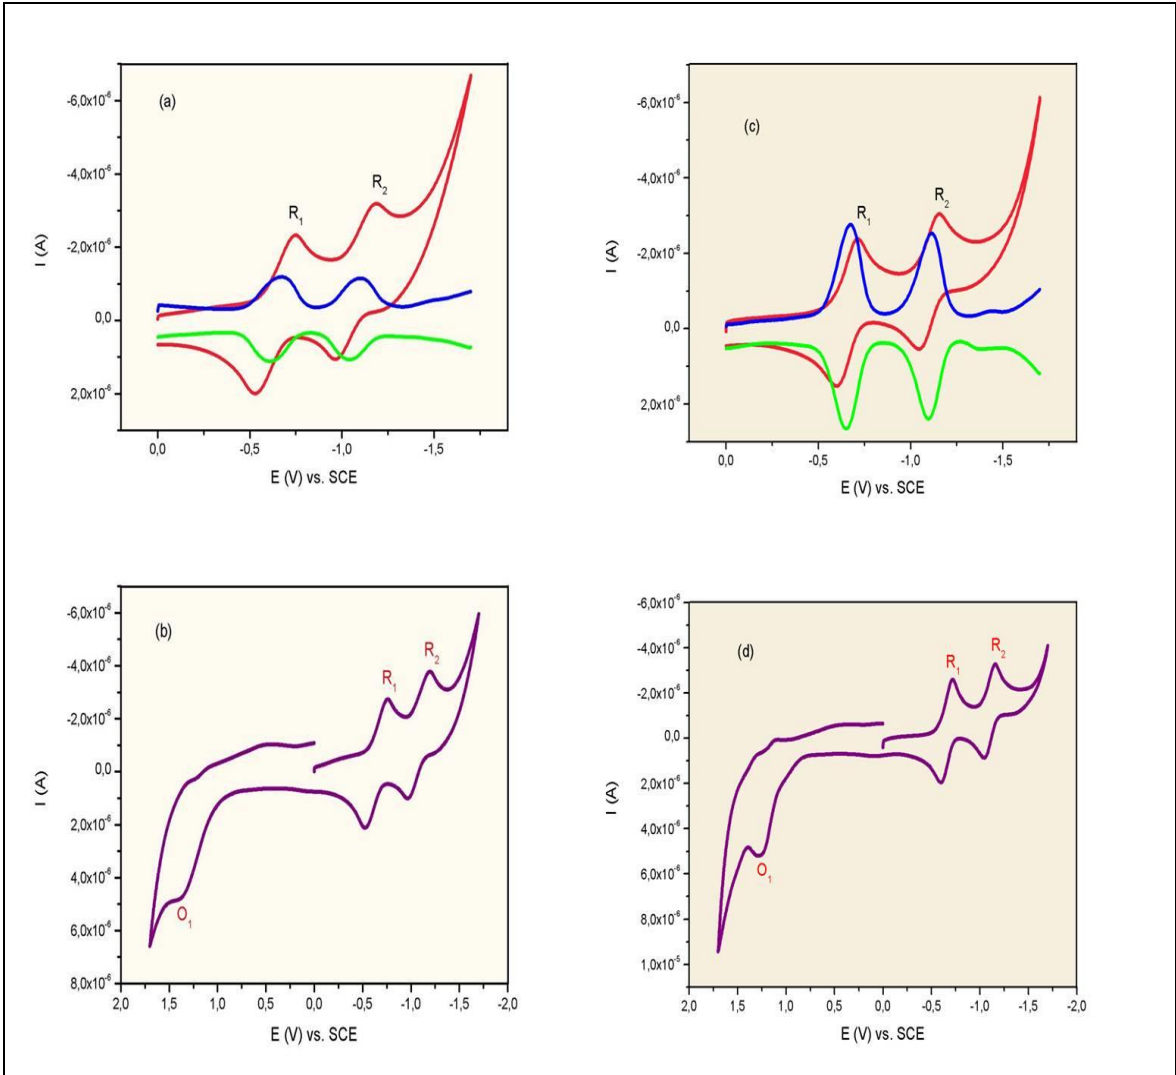 (a)
-6,0x10-6
-4,0x10-6
-2,0x10-6
0,0
2,0x10-6
I (A)
R1
R2
0,0
-0,5
-1,0
-1,5
E (V) vs. SCE
(c)
-6,0x10-6
-4,0x10-6
-2,0x10-6
0,0
2,0x10-6
I (A)
R1
R2
0,0
-0,5
-1,0
-1,5
E (V) vs. SCE
(b)
-6,0x10-6
-4,0x10-6
-2,0x10-6
0,0
2,0x10-6
4,0x10-6
6,0x10-6
8,0x10-6
I (A)
R1
R2
O1
2,0
1,5
1,0
0,5
0,0
-0,5
-1,0
-1,5
-2,0
E (V) vs. SCE
(d)
-6,0x10-6
-4,0x10-6
-2,0x10-6
0,0
2,0x10-6
4,0x10-6
6,0x10-6
8,0x10-6
1,0x10-5
I (A)
R1
R2
O1
2,0
1,5
1,0
0,5
0,0
-0,5
-1,0
-1,5
-2,0
E (V) vs. SCE